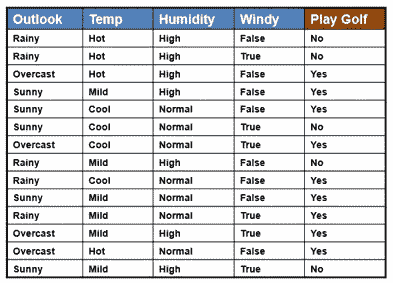 Outlook Temp Humidity Windy Play Golf
Rainy Hot High False No
Rainy Hot High True No
Overcast Hot High False Yes
Sunny Mild High False Yes
Sunny Cool Normal False Yes
Sunny Cool Normal True No
Overcast Cool Normal True Yes
Rainy Mild High False No
Rainy Cool Normal False Yes
Sunny Mild Normal False Yes
Rainy Mild Normal True Yes
Overcast Mild High True Yes
Overcast Hot Normal False Yes
Sunny Mild High True No